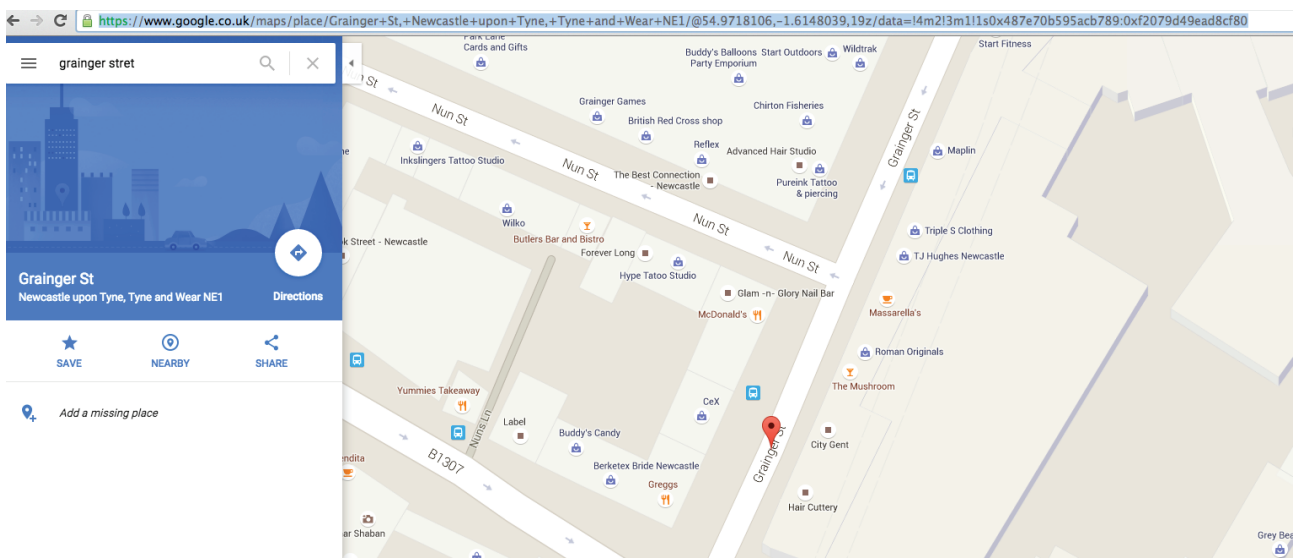 https://www.google.co.uk/maps/place/Grainger+St,+Newcastle+upon+Tyne,+Tyne+and+Wear+NE1/@54.9718106,-1.6148039,19z/data=!4m2!3m1!1s0x487e70b595acb789:0xf2079d49ead8cf80
grainger stret
Grainger St
Newcastle upon Tyne, Tyne and Wear NE1
Directions
SAVE
NEARBY
SHARE
Add a missing place
Park Lane
Cards and Gifts
Buddy's Balloons
Party Emporium
Start Outdoors
Wildtrak
Start Fitness
Nun St
Nun St
Grainger Games
Chirton Fisheries
British Red Cross shop
Grainger St
Inkslingers Tattoo Studio
Reflex
Advanced Hair Studio
Maplin
Nun St
The Best Connection
- Newcastle
Pureink Tattoo
& piercing
Wilko
Nun St
Butlers Bar and Bistro
Street - Newcastle
Forever Long
Nun St
Triple S Clothing
TJ Hughes Newcastle
Hype Tatoo Studio
Glam -n- Glory Nail Bar
McDonald's
Massarella's
Roman Originals
The Mushroom
Yummies Takeaway
CeX
Label
Nuns Ln
Buddy's Candy
Grainger St
City Gent
B1307
Berketex Bride Newcastle
Greggs
Hair Cuttery
Shaban
Grey